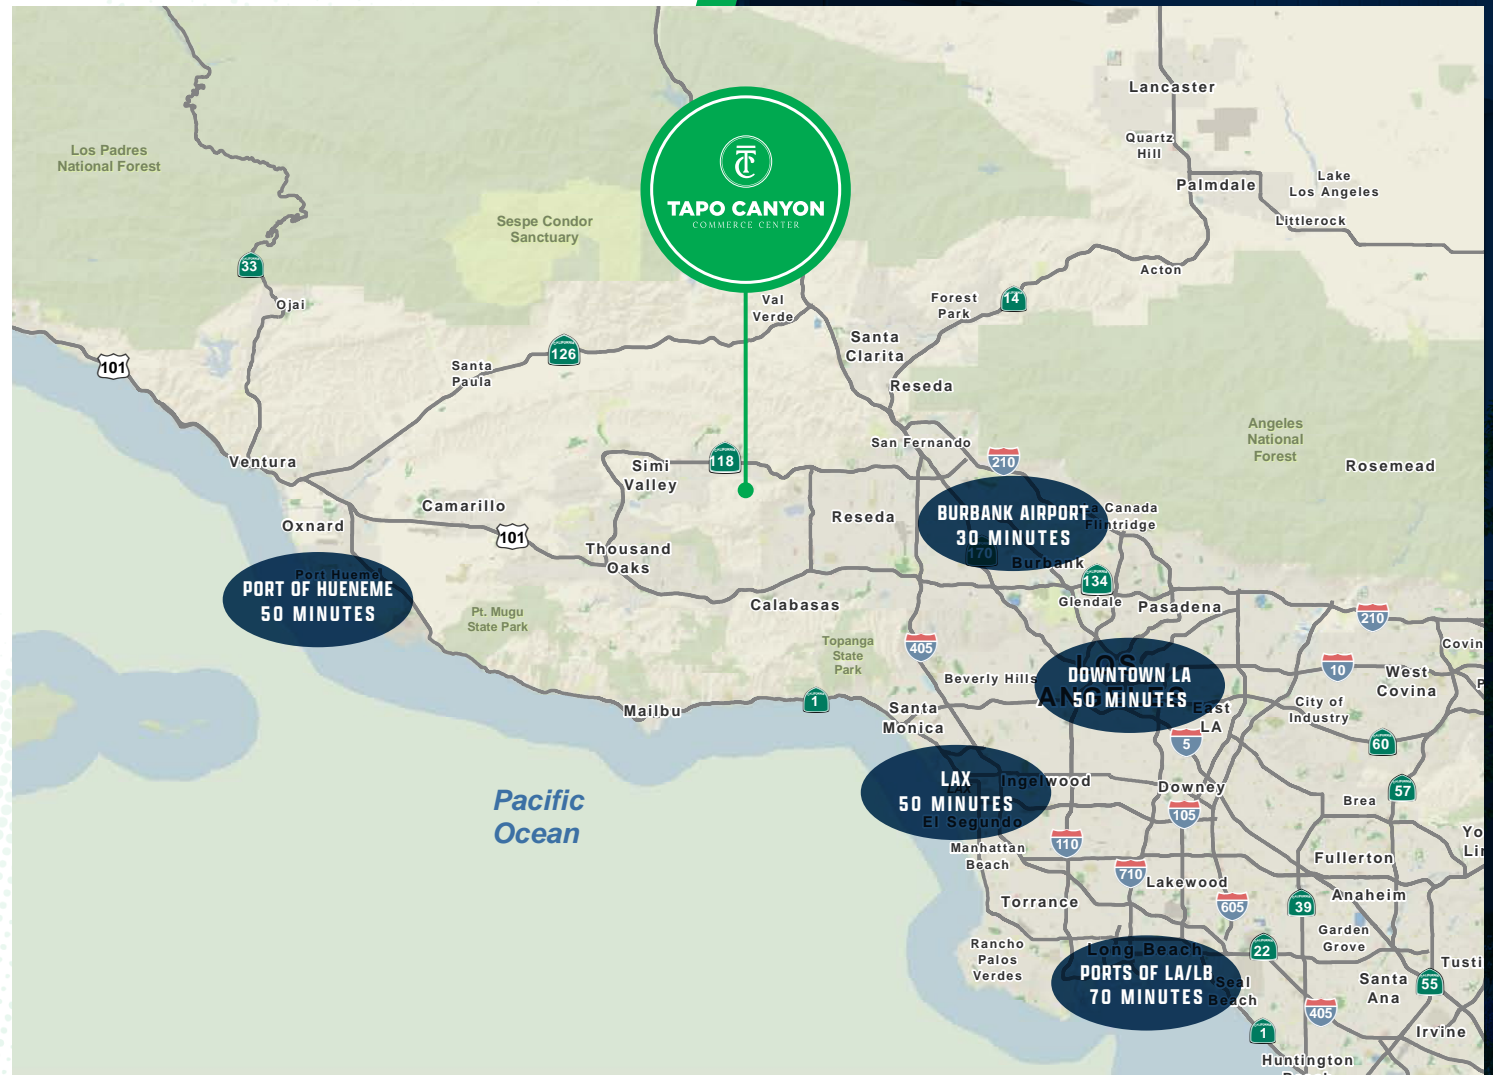 Lancaster
Quartz
Hill
Los Padres
National Forest
Palmdale
Lake
Los Angeles
TAPO CANYON
COMMERCE CENTER
Sespe Condor
Sanctuary
Littlerock
33
Acton
Ojai
Val
Verde
Forest
Park
14
Santa
Clarita
126
101
Santa
Paula
Reseda
Angeles
National
Forest
San Fernando
Ventura
Simi
Valley
118
210
Rosemead
Camarillo
Oxnard
Reseda
BURBANK AIRPORT
30 MINUTES
Canada
Flintridge
170
Burbank
101
Thousand
Oaks
Port Hueneme
PORT OF HUENEME
50 MINUTES
134
Glendale
Pasadena
Calabasas
Pt. Mugu
State Park
210
Topanga
State
Park
405
Covin
Beverly Hills
LOS
ANGELES
DOWNTOWN LA
50 MINUTES
10
West
Covina
P
Mailbu
1
Santa
Monica
East
LA
City of
Industry
5
60
LAX
50 MINUTES
LAX
Ingelwood
El Segundo
Downey
57
Pacific
Ocean
105
Brea
Manhattan
Beach
110
Yo
Lin
Fullerton
710
Lakewood
Torrance
605
39
Anaheim
Rancho
Palos
Verdes
Long Beach
22
Garden
Grove
PORTS OF LA/LB
70 MINUTES
Seal
Beach
Tusti
Santa
Ana
55
405
1
Irvine
Huntington